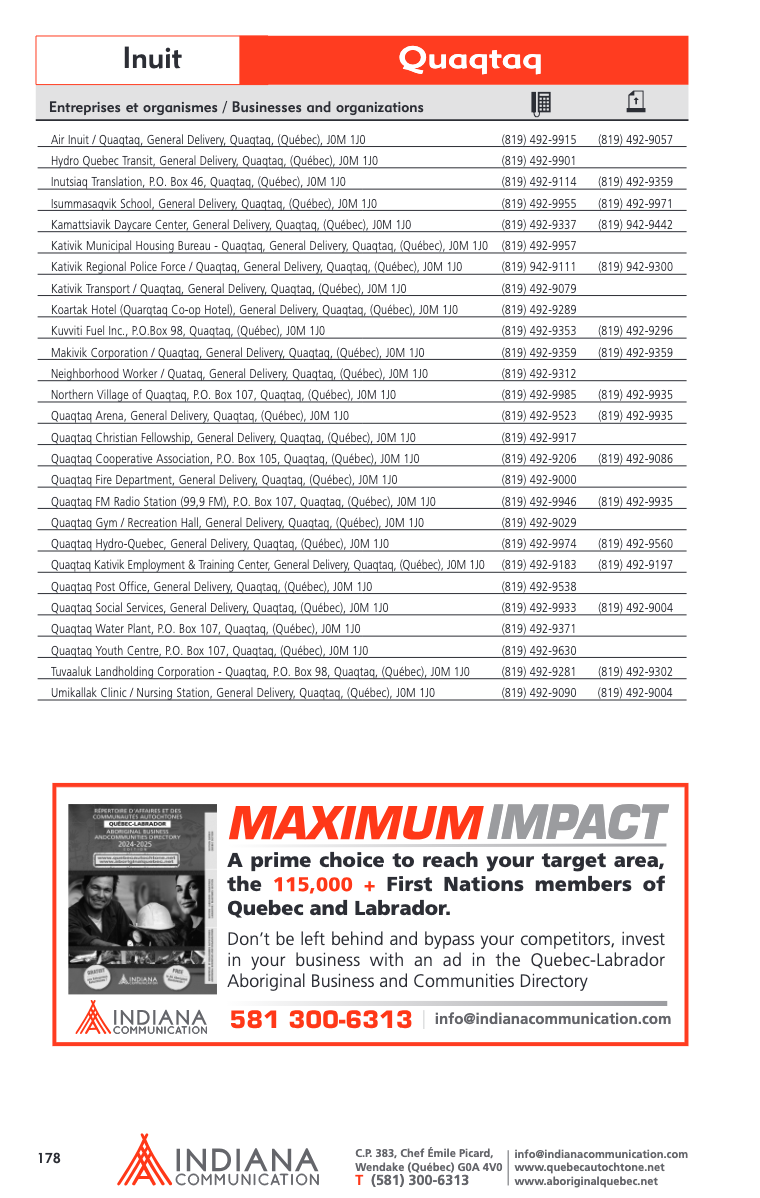 Inuit
Quaqtaq
Entreprises et organismes / Businesses and organizations
Air Inuit / Quaqtaq, General Delivery, Quaqtaq, (Québec), J0M 1J0 (819) 492-9915 (819) 492-9057
Hydro Quebec Transit, General Delivery, Quaqtaq, (Québec), J0M 1J0 (819) 492-9901
Inutsiaq Translation, P.O. Box 46, Quaqtaq, (Québec), J0M 1J0 (819) 492-9114 (819) 492-9359
Isummasaqvik School, General Delivery, Quaqtaq, (Québec), J0M 1J0 (819) 492-9955 (819) 492-9971
Kamattsiavik Daycare Center, General Delivery, Quaqtaq, (Québec), J0M 1J0 (819) 492-9337 (819) 942-9442
Kativik Municipal Housing Bureau - Quaqtaq, General Delivery, Quaqtaq, (Québec), J0M 1J0 (819) 492-9957
Kativik Regional Police Force / Quaqtaq, General Delivery, Quaqtaq, (Québec), J0M 1J0 (819) 942-9111 (819) 942-9300
Kativik Transport / Quaqtaq, General Delivery, Quaqtaq, (Québec), J0M 1J0 (819) 492-9079
Koartak Hotel (Quarqtaq Co-op Hotel), General Delivery, Quaqtaq, (Québec), J0M 1J0 (819) 492-9289
Kuvviti Fuel Inc., P.O.Box 98, Quaqtaq, (Québec), J0M 1J0 (819) 492-9353 (819) 492-9296
Makivik Corporation / Quaqtaq, General Delivery, Quaqtaq, (Québec), J0M 1J0 (819) 492-9359 (819) 492-9359
Neighborhood Worker / Quataq, General Delivery, Quaqtaq, (Québec), J0M 1J0 (819) 492-9312
Northern Village of Quaqtaq, P.O. Box 107, Quaqtaq, (Québec), J0M 1J0 (819) 492-9985 (819) 492-9935
Quaqtaq Arena, General Delivery, Quaqtaq, (Québec), J0M 1J0 (819) 492-9523 (819) 492-9935
Quaqtaq Christian Fellowship, General Delivery, Quaqtaq, (Québec), J0M 1J0 (819) 492-9917
Quaqtaq Cooperative Association, P.O. Box 105, Quaqtaq, (Québec), J0M 1J0 (819) 492-9206 (819) 492-9086
Quaqtaq Fire Department, General Delivery, Quaqtaq, (Québec), J0M 1J0 (819) 492-9000
Quaqtaq FM Radio Station (99,9 FM), P.O. Box 107, Quaqtaq, (Québec), J0M 1J0 (819) 492-9946 (819) 492-9935
Quaqtaq Gym / Recreation Hall, General Delivery, Quaqtaq, (Québec), J0M 1J0 (819) 492-9029
Quaqtaq Hydro-Quebec, General Delivery, Quaqtaq, (Québec), J0M 1J0 (819) 492-9974 (819) 492-9560
Quaqtaq Kativik Employment & Training Center, General Delivery, Quaqtaq, (Québec), J0M 1J0 (819) 492-9183 (819) 492-9197
Quaqtaq Post Office, General Delivery, Quaqtaq, (Québec), J0M 1J0 (819) 492-9538
Quaqtaq Social Services, General Delivery, Quaqtaq, (Québec), J0M 1J0 (819) 492-9933 (819) 492-9004
Quaqtaq Water Plant, P.O. Box 107, Quaqtaq, (Québec), J0M 1J0 (819) 492-9371
Quaqtaq Youth Centre, P.O. Box 107, Quaqtaq, (Québec), J0M 1J0 (819) 492-9630
Tuvaaluk Landholding Corporation - Quaqtaq, P.O. Box 98, Quaqtaq, (Québec), J0M 1J0 (819) 492-9281 (819) 492-9302
Umikallak Clinic / Nursing Station, General Delivery, Quaqtaq, (Québec), J0M 1J0 (819) 492-9090 (819) 492-9004
RÉPERTOIRE D'AFFAIRES ET DES
COMMUNAUTÉS AUTOCHTONES
QUÉBEC-LABRADOR
ABORIGINAL BUSINESS
ANDCOMMUNITIES DIRECTORY
2024-2025
EDITION
www.quebecautochtone.net
www.aboriginalquebec.net
GRATUIT
FREE
INDIANA
MAXIMUM IMPACT
A prime choice to reach your target area,
the 115,000 + First Nations members of
Quebec and Labrador.
Don't be left behind and bypass your competitors, invest
in your business with an ad in the Quebec-Labrador
Aboriginal Business and Communities Directory
INDIANA
COMMUNICATION
581 300-6313 | info@indianacommunication.com
178
INDIANA
COMMUNICATION
C.P. 383, Chef Émile Picard,
Wendake (Québec) G0A 4V0
T (581) 300-6313
info@indianacommunication.com
www.quebecautochtone.net
www.aboriginalquebec.net